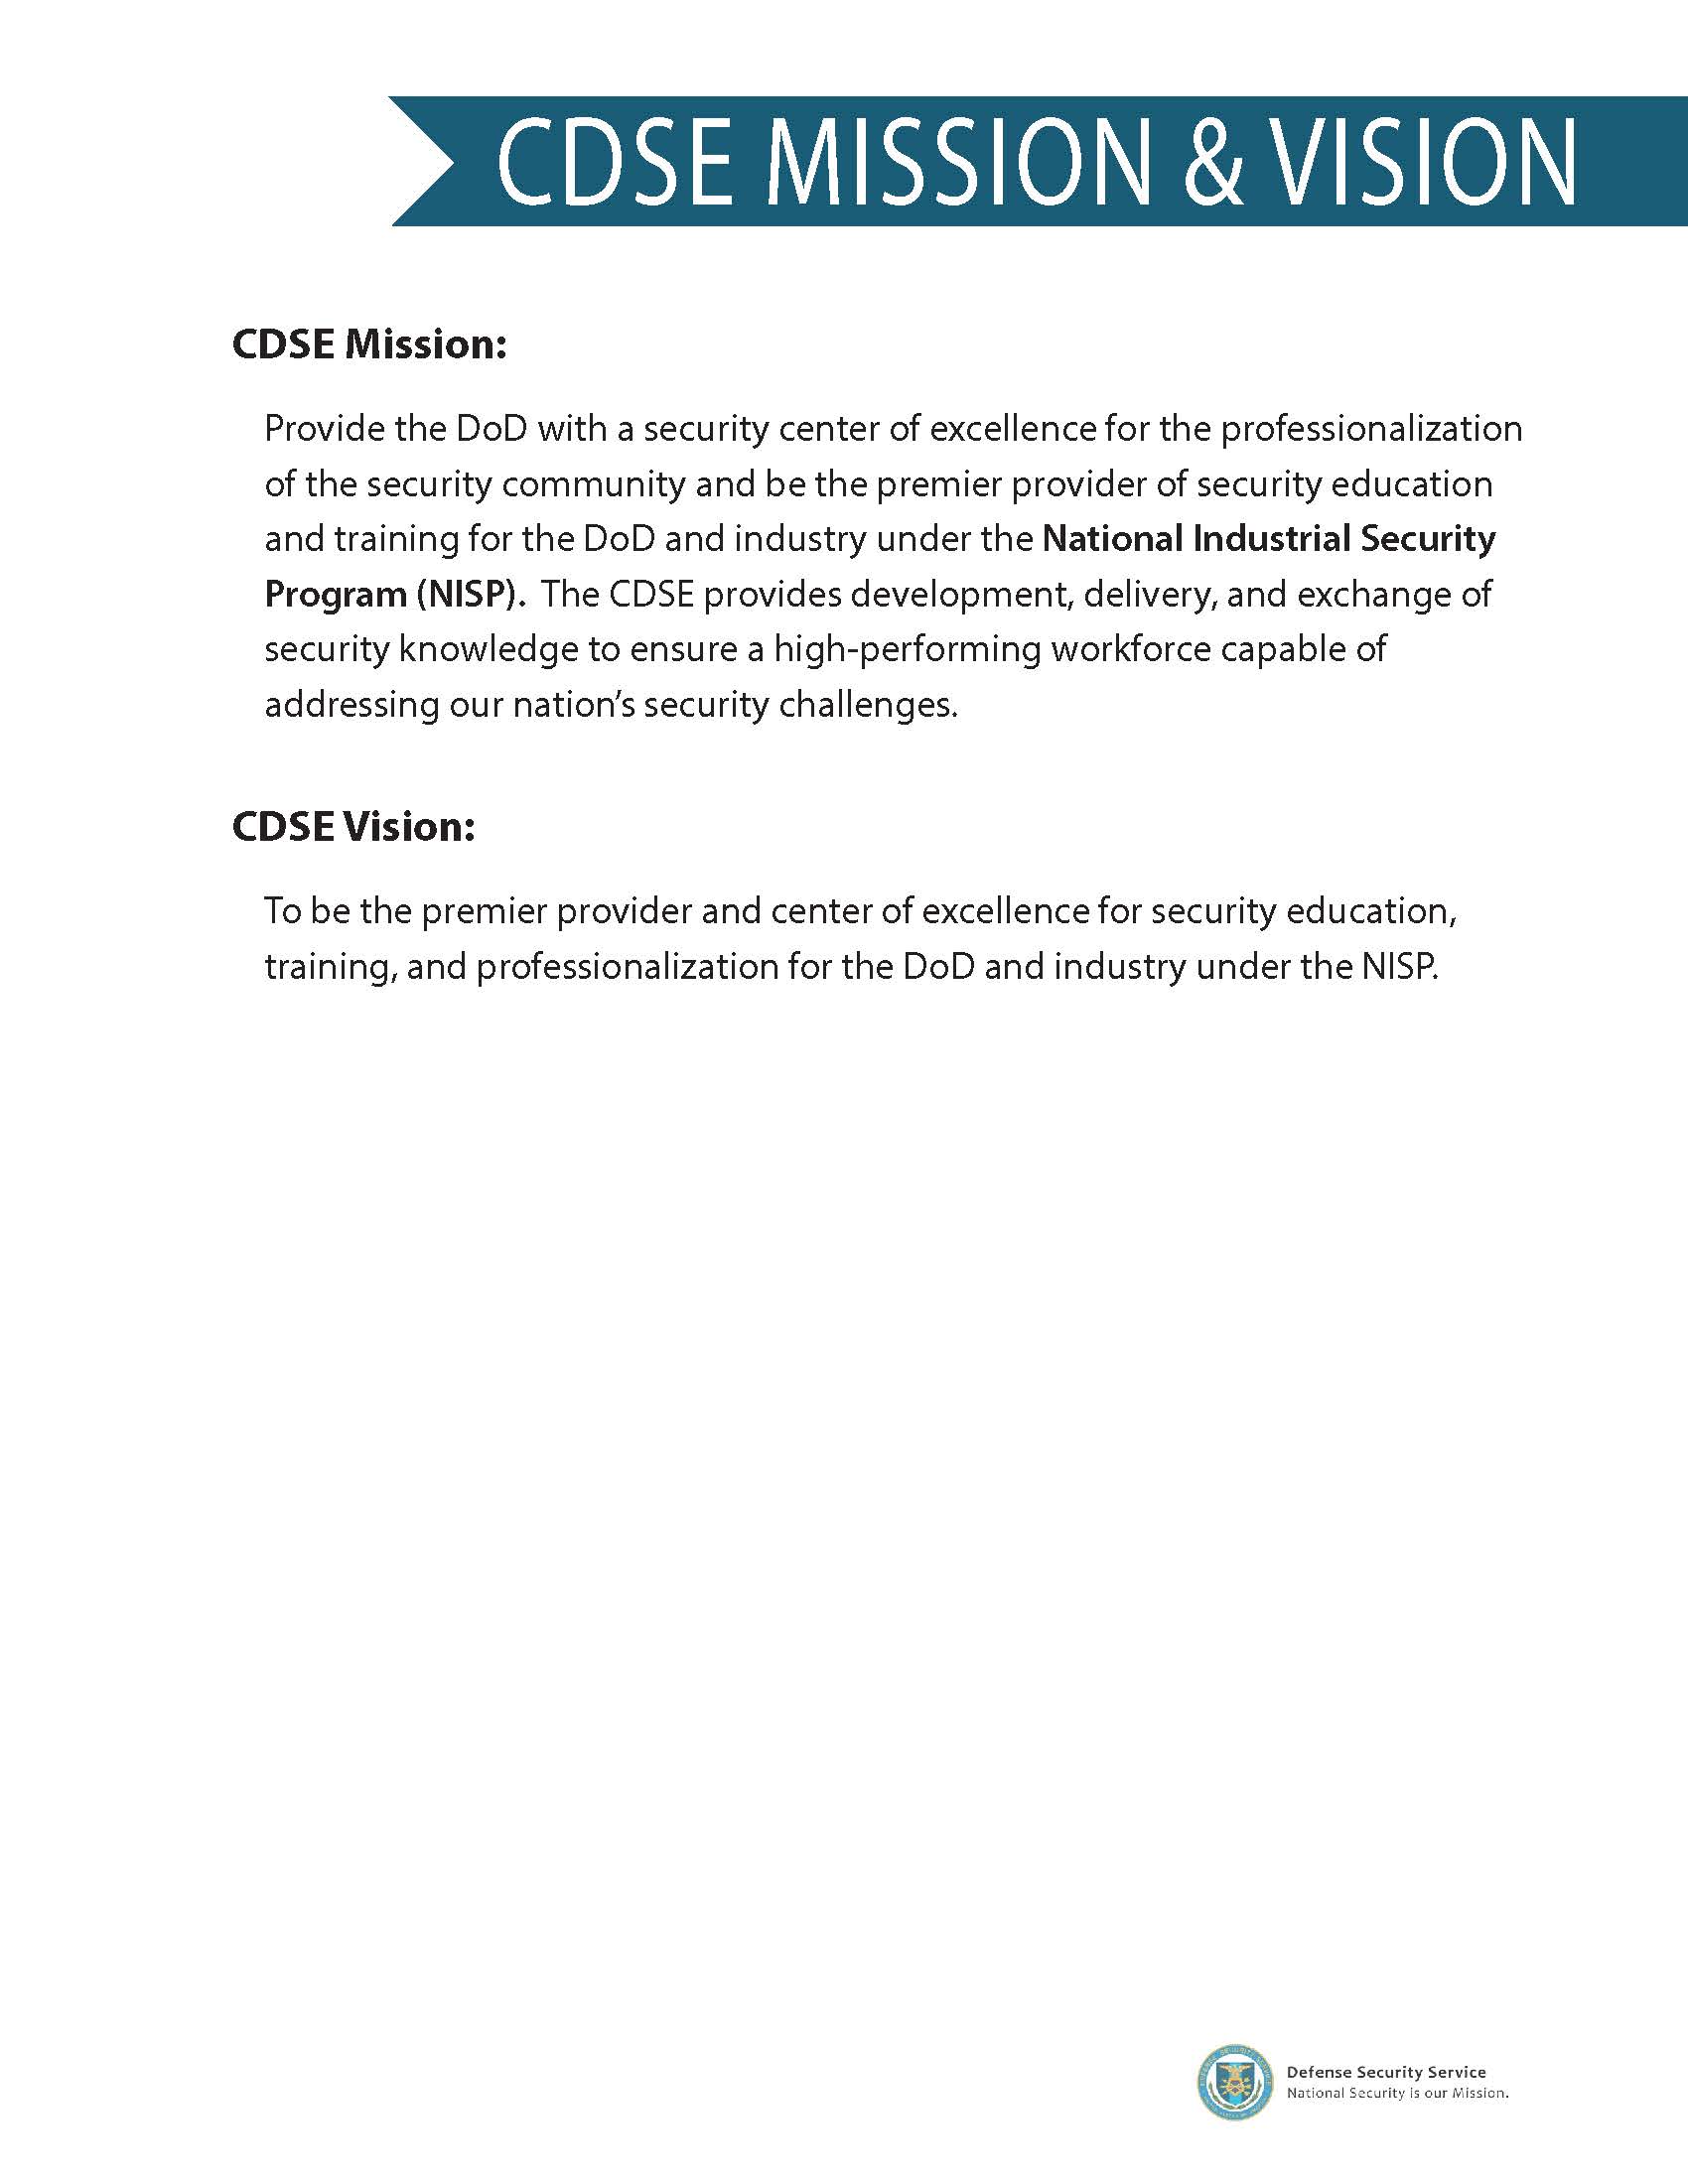 CDSE MISSION & VISION
CDSE Mission:
Provide the DoD with a security center of excellence for the professionalization
of the security community and be the premier provider of security education
and training for the DoD and industry under the National Industrial Security
Program (NISP). The CDSE provides development, delivery, and exchange of
security knowledge to ensure a high-performing workforce capable of
addressing our nation’s security challenges.
CDSE Vision:
To be the premier provider and center of excellence for security education,
training, and professionalization for the DoD and industry under the NISP.
Defense Security Service
National Security is our Mission.